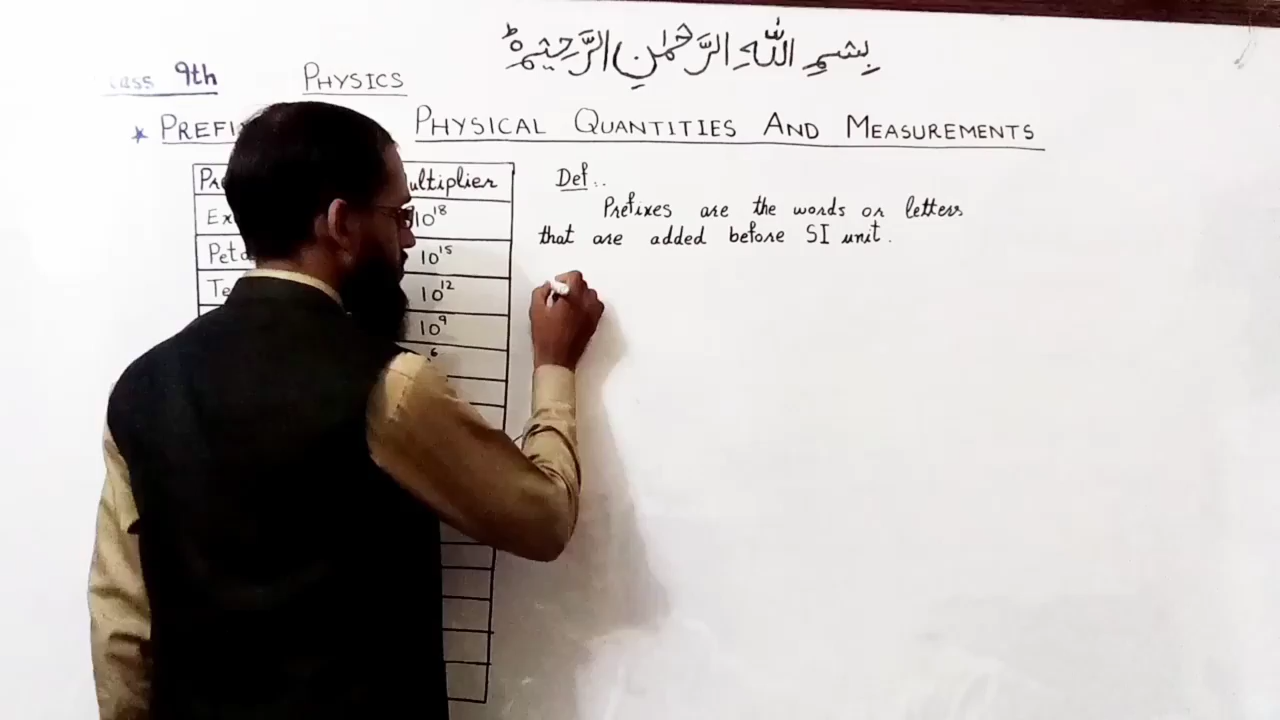 بِسْمِ اللّٰهِ الرَّحْمٰنِ الرَّحِيْمِ
9th PHYSICS
★ PHYSICAL QUANTITIES AND MEASUREMENTS
10¹⁸
10¹⁵
10¹²
10⁹
Def..
Prefixes are the words or letters
that are added before SI unit.